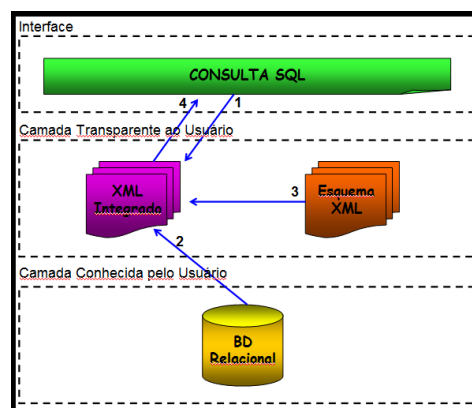 Interface
CONSULTA SQL
4
1
Camada Transparente ao Usuário
XML
Integrado
3
Esquema
XML
2
Camada Conhecida pelo Usuário
BD
Relacional